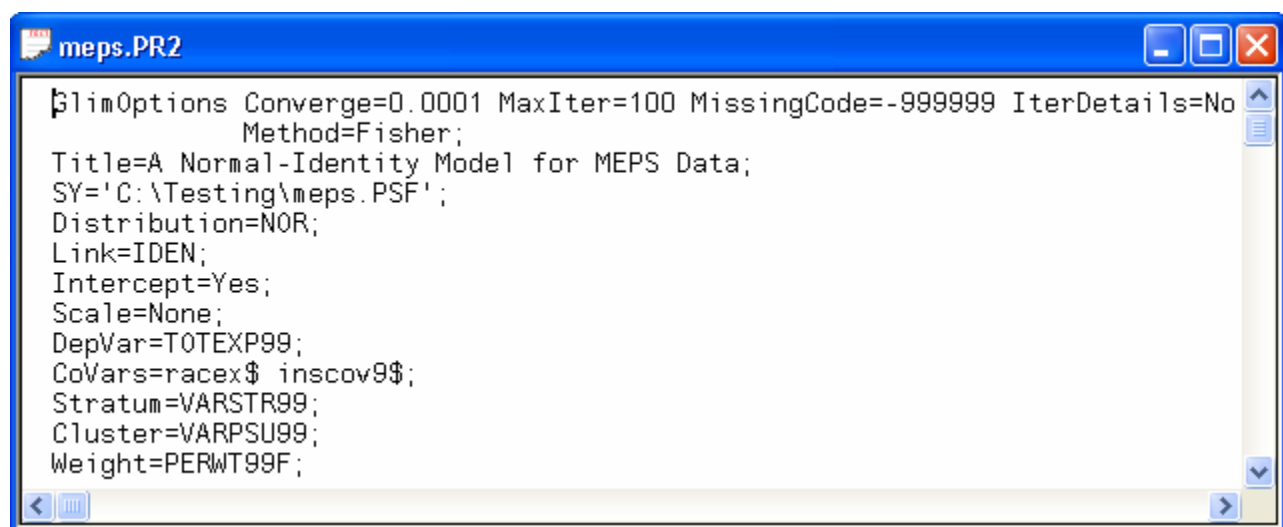 meps.PR2
GlimOptions Converge=0.0001 MaxIter=100 MissingCode=-999999 IterDetails=No
Method=Fisher;
Title=A Normal-Identity Model for MEPS Data;
SY='C:\Testing\meps.PSF';
Distribution=NOR;
Link=IDEN;
Intercept=Yes;
Scale=None;
DepVar=TOTEXP99;
CoVars=racex$ inscov9$;
Stratum=VARSTR99;
Cluster=VARPSU99;
Weight=PERWT99F;